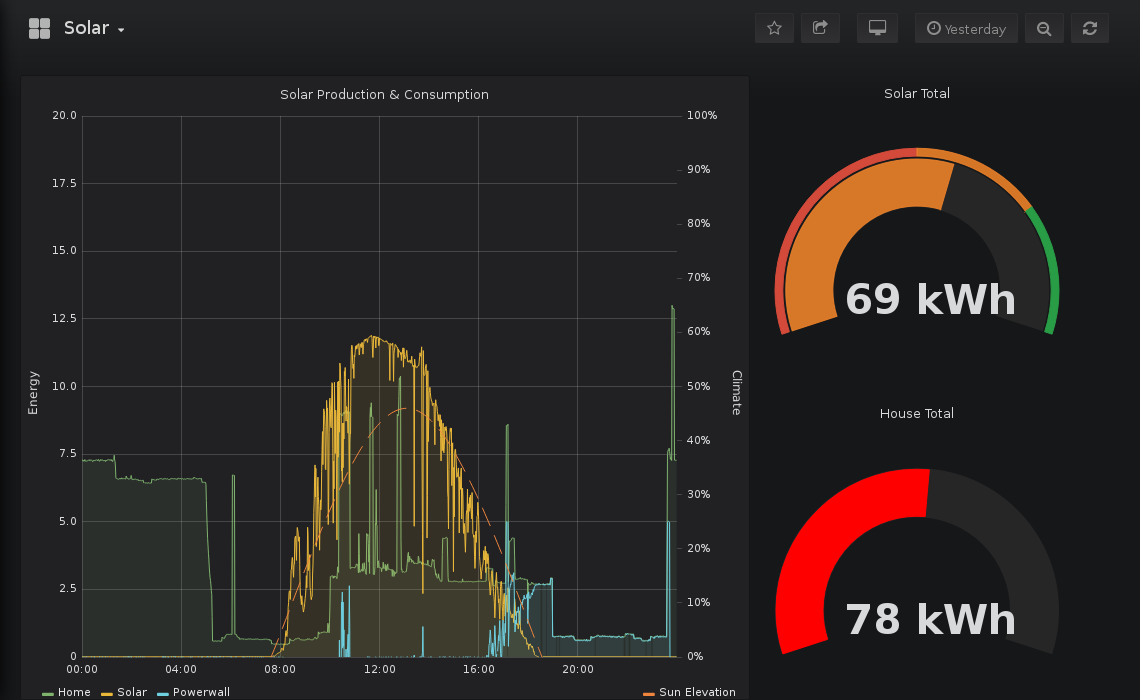 Solar
Yesterday
Solar Production & Consumption
20.0
17.5
15.0
12.5
10.0
7.5
5.0
2.5
0
Energy
100%
90%
80%
70%
60%
50%
40%
30%
20%
10%
0%
Climate
00:00 04:00 08:00 12:00 16:00 20:00
Home Solar Powerwall Sun Elevation
Solar Total
69 kWh
House Total
78 kWh